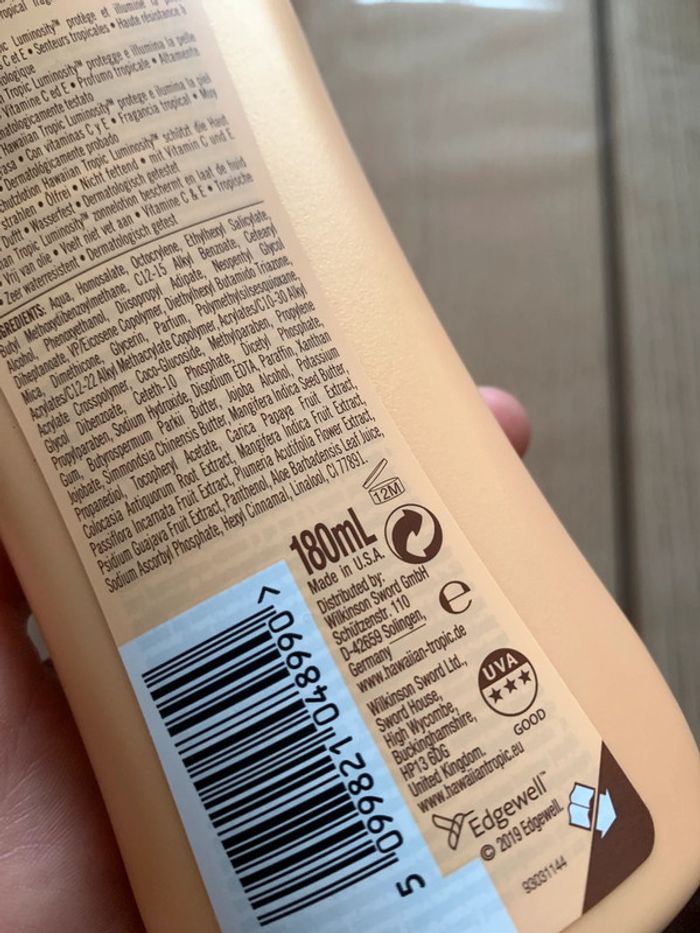 Tropic Luminosity™ protège et illumine la
C et E • Senteurs tropicales • Haute résistance à
Tropic Luminosity™ protegge e illumina la pelle
Vitamine C ed E • Profumo tropicale • Altamente
testato
Hawaiian Tropic Luminosity™ protege e ilumina la piel
• Con vitaminas C y E • Fragancia tropical • Muy
• Dermatológicamente probado
Hawaiian Tropic Luminosity™ schützt die Haut
strahlen • Ölfrei • Nicht fettend • mit Vitamin C und E
Duft • Wasserfest • Dermatologisch getestet
Tropic Luminosity™ zonnelotion beschermt en laat de huid
• Vrij van olie • Voelt niet vet aan • Vitamine C & E • Tropische
• Zeer waterresistent • Dermatologisch getest
Aqua, Homosalate, Octocrylene, Ethylhexyl Salicylate,
Butyl Methoxydibenzoylmethane, C12-15 Alkyl Benzoate, Cetearyl
Alcohol, Phenoxyethanol, Diisopropyl Adipate, Neopentyl Glycol
Diheptanoate, VP/Eicosene Copolymer, Diethylhexyl Butamido Triazone,
Mica, Dimethicone, Glycerin, Parfum, Polymethylsilsesquioxane,
Acrylates/C12-22 Alkyl Methacrylate Copolymer, Acrylates/C10-30 Alkyl
Acrylate Crosspolymer, Coco-Glucoside, Methylparaben, Propylene
Glycol Dibenzoate, Ceteth-10 Phosphate, Dicetyl Phosphate,
Propylparaben, Sodium Hydroxide, Disodium EDTA, Paraffin, Xanthan
Gum, Butyrospermum Parkii Butter, Jojoba Alcohol, Potassium
Jojobate, Simmondsia Chinensis Butter, Mangifera Indica Seed Butter,
Propanediol, Tocopheryl Acetate, Carica Papaya Fruit Extract,
Colocasia Antiquorum Root Extract, Mangifera Indica Fruit Extract,
Passiflora Incarnata Fruit Extract, Plumeria Acutifolia Flower Extract,
Psidium Guajava Fruit Extract, Panthenol, Aloe Barbadensis Leaf Juice,
Sodium Ascorbyl Phosphate, Hexyl Cinnamal, Linalool, CI 77891.
12M
180mL
Made in U.S.A.
Distributed by:
Wilkinson Sword GmbH
Schützenstr. 110
D-42659 Solingen,
Germany
www.hawaiian-tropic.de
Wilkinson Sword Ltd.,
Sword House,
High Wycombe,
Buckinghamshire,
HP13 6DG
United Kingdom.
www.hawaiiantropic.eu
e
UVA
GOOD
Edgewell™
© 2019 Edgewell.
93031144
5 099821 048990 >